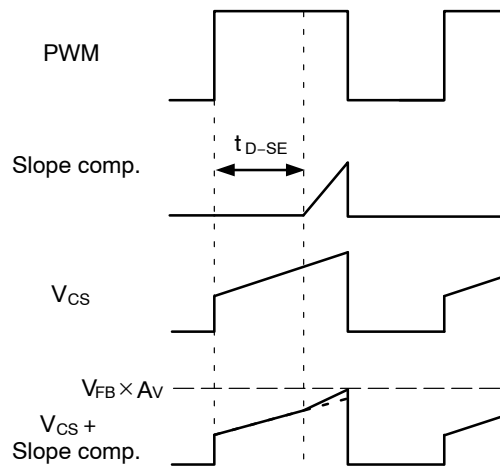 PWM
t D–SE
Slope comp.
VCS
VFB × AV
VCS +
Slope comp.